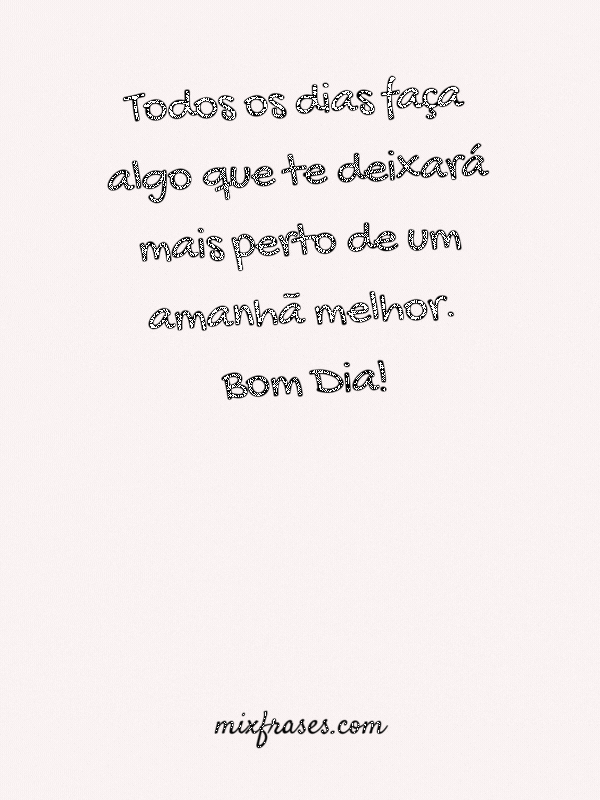 Todos os dias faça
algo que te deixará
mais perto de um
amanhã melhor.
Bom Dia!
mixfrases.com